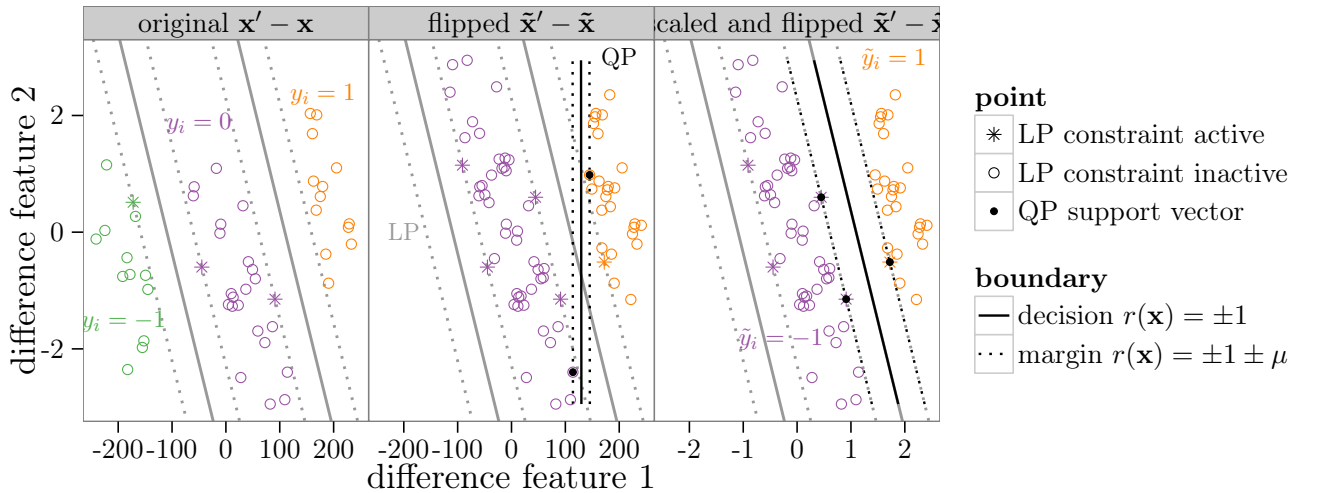 original x′ − x
flipped x̃′ − x̃
scaled and flipped x̃′ − x̃
difference feature 2
2
0
-2
y_i = 1
y_i = 0
y_i = −1
QP
LP
ỹ_i = 1
ỹ_i = −1
-200 -100 0 100 200
-200 -100 0 100 200
-2 -1 0 1 2
difference feature 1
point
LP constraint active
LP constraint inactive
QP support vector
boundary
decision r(x) = ±1
margin r(x) = ±1 ± μ